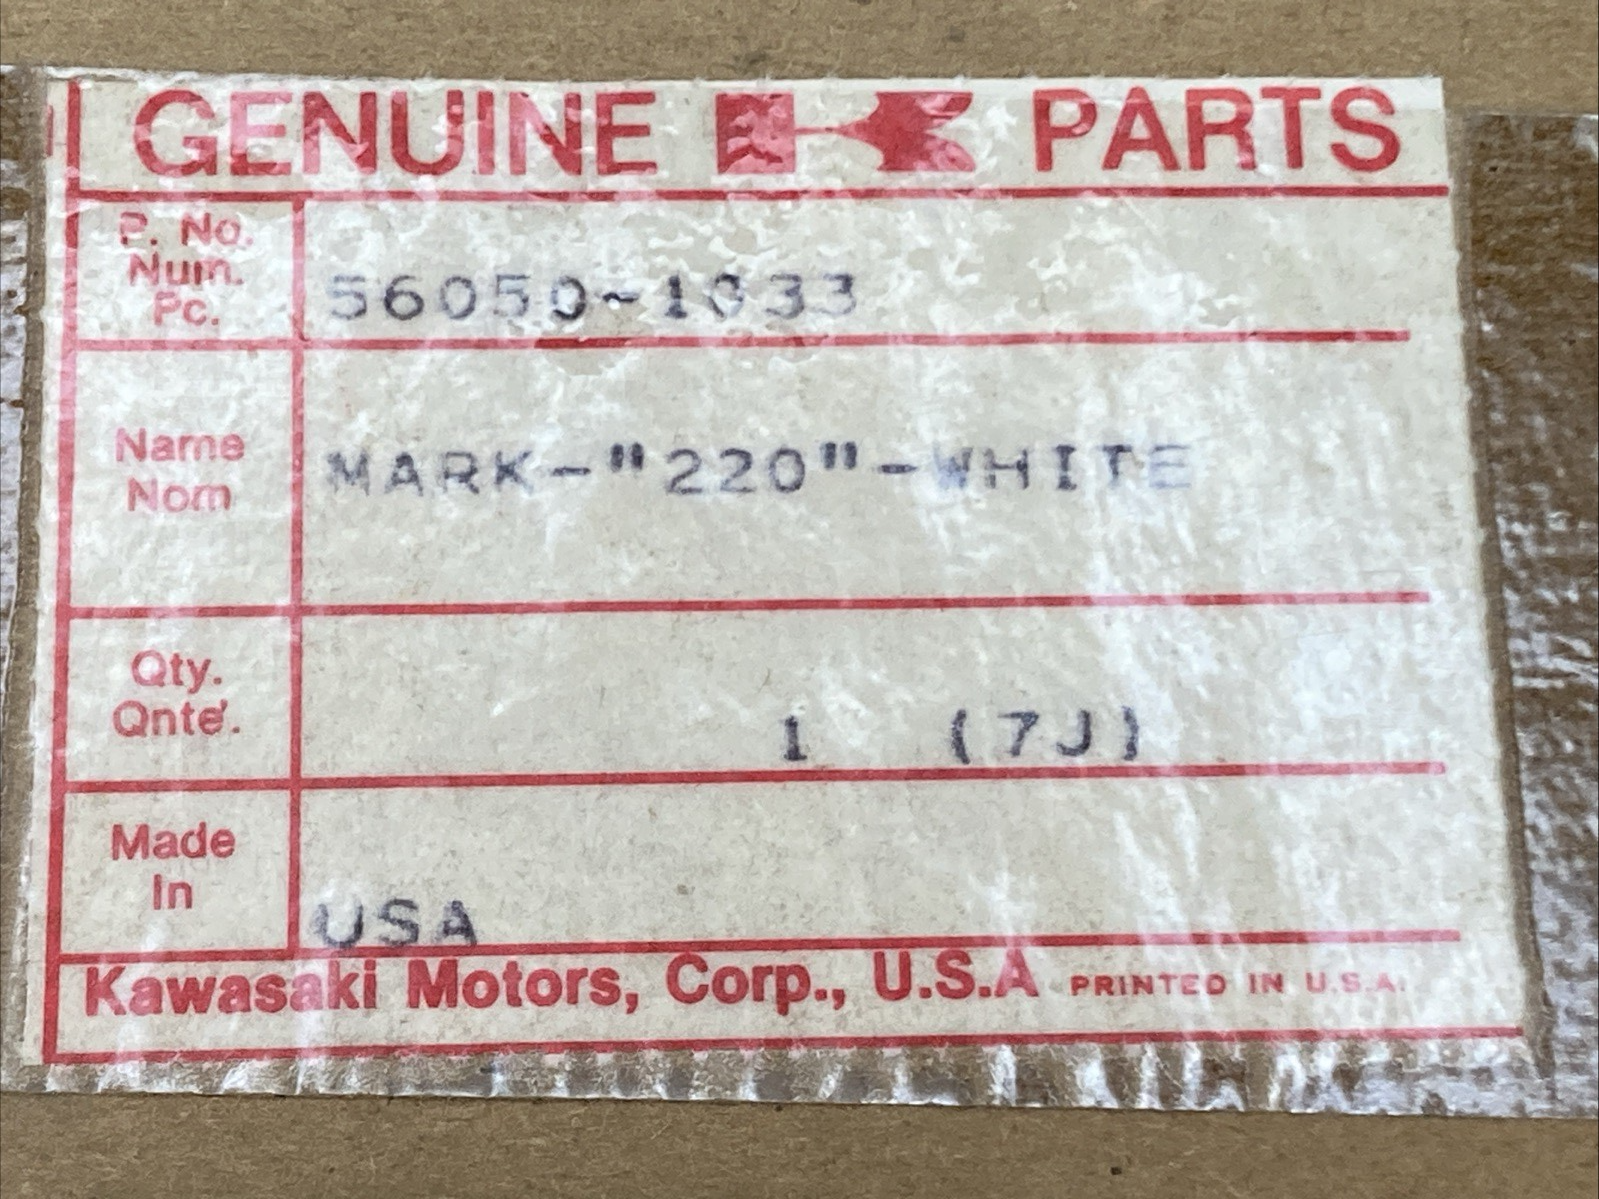 GENUINE K PARTS
P. No.
Num.
Pc.
56050-1033
Name
Nom
MARK-"220"-WHITE
Qty.
Qnté.
1 (7J)
Made
In
USA
Kawasaki Motors, Corp., U.S.A PRINTED IN U.S.A.